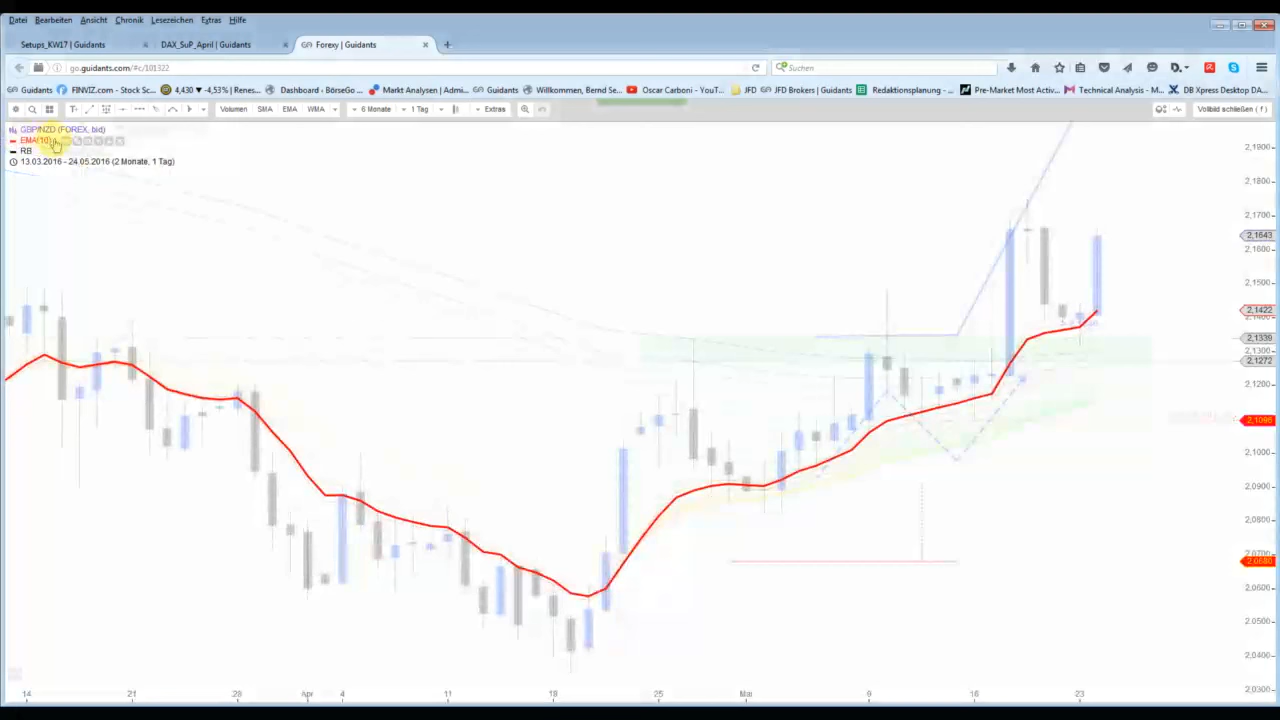 Datei Bearbeiten Ansicht Chronik Lesezeichen Extras Hilfe
Setups_KW17 | Guidants DAX_SuP_April | Guidants Forexy | Guidants
go.guidants.com/#c/101322 Suchen
Guidants FINVIZ.com - Stock Sc... 4,430 ▼ -4,53% | Renes... Dashboard - BörseGo ... Markt Analysen | Admi... Guidants Willkommen, Bernd Se... Oscar Carboni - YouT... JFD JFD Brokers | Guidants Redaktionsplanung - ... Pre-Market Most Activ... Technical Analysis - M... DB Xpress Desktop DA...
Volumen SMA EMA WMA 6 Monate 1 Tag Extras Vollbild schließen ( f )
GBP/NZD (FOREX, bid)
EMA(10)
RB
13.03.2016 - 24.05.2016 (2 Monate, 1 Tag)
2,1900
2,1800
2,1700
2,1643
2,1600
2,1500
2,1422
2,1400
2,1339
2,1300
2,1272
2,1200
2,1096
2,1000
2,0900
2,0800
2,0700
2,0680
2,0600
2,0500
2,0400
2,0300
14 21 28 Apr 4 11 18 25 Mai 9 16 23